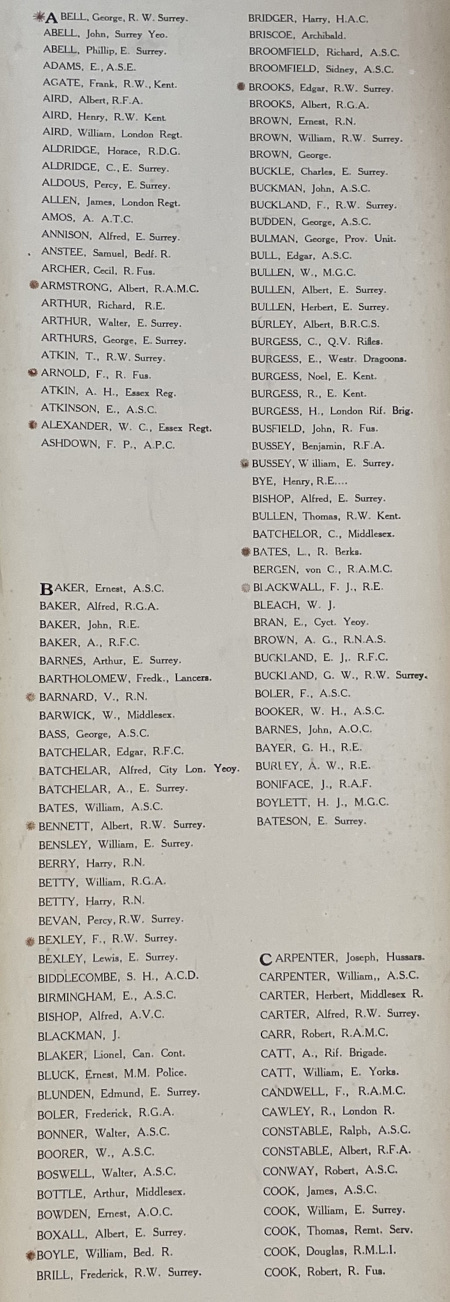 ABELL, George, R. W. Surrey.
ABELL, John, Surrey Yeo.
ABELL, Phillip, E. Surrey.
ADAMS, E., A.S.E.
AGATE, Frank, R.W., Kent.
AIRD, Albert, R.F.A.
AIRD, Henry, R.W. Kent
AIRD, William, London Regt.
ALDRIDGE, Horace, R.D.G.
ALDRIDGE, C., E. Surrey.
ALDOUS, Percy, E. Surrey.
ALLEN, James, London Regt.
AMOS, A. A.T.C.
ANNISON, Alfred, E. Surrey.
ANSTEE, Samuel, Bedf. R.
ARCHER, Cecil, R. Fus.
ARMSTRONG, Albert, R.A.M.C.
ARTHUR, Richard, R.E.
ARTHUR, Walter, E. Surrey.
ARTHURS, George, E. Surrey.
ATKIN, T., R.W. Surrey.
ARNOLD, F., R. Fus.
ATKIN, A. H., Essex Reg.
ATKINSON, E., A.S.C.
ALEXANDER, W. C., Essex Regt.
ASHDOWN, F. P., A.P.C.
BAKER, Ernest, A.S.C.
BAKER, Alfred, R.G.A.
BAKER, John, R.E.
BAKER, A., R.F.C.
BARNES, Arthur, E. Surrey.
BARTHOLOMEW, Fredk., Lancers.
BARNARD, V., R.N.
BARWICK, W., Middlesex.
BASS, George, A.S.C.
BATCHELAR, Edgar, R.F.C.
BATCHELAR, Alfred, City Lon. Yeoy.
BATCHELAR, A., E. Surrey.
BATES, William, A.S.C.
BENNETT, Albert, R.W. Surrey.
BENSLEY, William, E. Surrey.
BERRY, Harry, R.N.
BETTY, William, R.G.A.
BETTY, Harry, R.N.
BEVAN, Percy, R.W. Surrey.
BEXLEY, F., R.W. Surrey.
BEXLEY, Lewis, E. Surrey.
BIDDLECOMBE, S. H., A.C.D.
BIRMINGHAM, E., A.S.C.
BISHOP, Alfred, A.V.C.
BLACKMAN, J.
BLAKER, Lionel, Can. Cont.
BLUCK, Ernest, M.M. Police.
BLUNDEN, Edmund, E. Surrey.
BOLER, Frederick, R.G.A.
BONNER, Walter, A.S.C.
BOORER, W., A.S.C.
BOSWELL, Walter, A.S.C.
BOTTLE, Arthur, Middlesex.
BOWDEN, Ernest, A.O.C.
BOXALL, Albert, E. Surrey.
BOYLE, William, Bed. R.
BRILL, Frederick, R.W. Surrey.
BRIDGER, Harry, H.A.C.
BRISCOE, Archibald.
BROOMFIELD, Richard, A.S.C.
BROOMFIELD, Sidney, A.S.C.
BROOKS, Edgar, R.W. Surrey.
BROOKS, Albert, R.G.A.
BROWN, Ernest, R.N.
BROWN, William, R.W. Surrey.
BROWN, George.
BUCKLE, Charles, E. Surrey.
BUCKMAN, John, A.S.C.
BUCKLAND, F., R.W. Surrey.
BUDDEN, George, A.S.C.
BULMAN, George, Prov. Unit.
BULL, Edgar, A.S.C.
BULLEN, W., M.G.C.
BULLEN, Albert, E. Surrey.
BULLEN, Herbert, E. Surrey.
BURLEY, Albert, B.R.C.S.
BURGESS, C., Q.V. Rifles.
BURGESS, E., Westr. Dragoons.
BURGESS, Noel, E. Kent.
BURGESS, R., E. Kent.
BURGESS, H., London Rif. Brig.
BUSFIELD, John, R. Fus.
BUSSEY, Benjamin, R.F.A.
BUSSEY, William, E. Surrey.
BYE, Henry, R.E....
BISHOP, Alfred, E. Surrey.
BULLEN, Thomas, R.W. Kent.
BATCHELOR, C., Middlesex.
BATES, L., R. Berks.
BERGEN, von C., R.A.M.C.
BLACKWALL, F. J., R.E.
BLEACH, W. J.
BRAN, E., Cyct. Yeoy.
BROWN, A. G., R.N.A.S.
BUCKLAND, E. J., R.F.C.
BUCKLAND, G. W., R.W. Surrey.
BOLER, F., A.S.C.
BOOKER, W. H., A.S.C.
BARNES, John, A.O.C.
BAYER, G. H., R.E.
BURLEY, A. W., R.E.
BONIFACE, J., R.A.F.
BOYLETT, H. J., M.G.C.
BATESON, E. Surrey.
CARPENTER, Joseph, Hussars.
CARPENTER, William,, A.S.C.
CARTER, Herbert, Middlesex R.
CARTER, Alfred, R.W. Surrey.
CARR, Robert, R.A.M.C.
CATT, A., Rif. Brigade.
CATT, William, E. Yorks.
CANDWELL, F., R.A.M.C.
CAWLEY, R., London R.
CONSTABLE, Ralph, A.S.C.
CONSTABLE, Albert, R.F.A.
CONWAY, Robert, A.S.C.
COOK, James, A.S.C.
COOK, William, E. Surrey.
COOK, Thomas, Remt. Serv.
COOK, Douglas, R.M.L.I.
COOK, Robert, R. Fus.